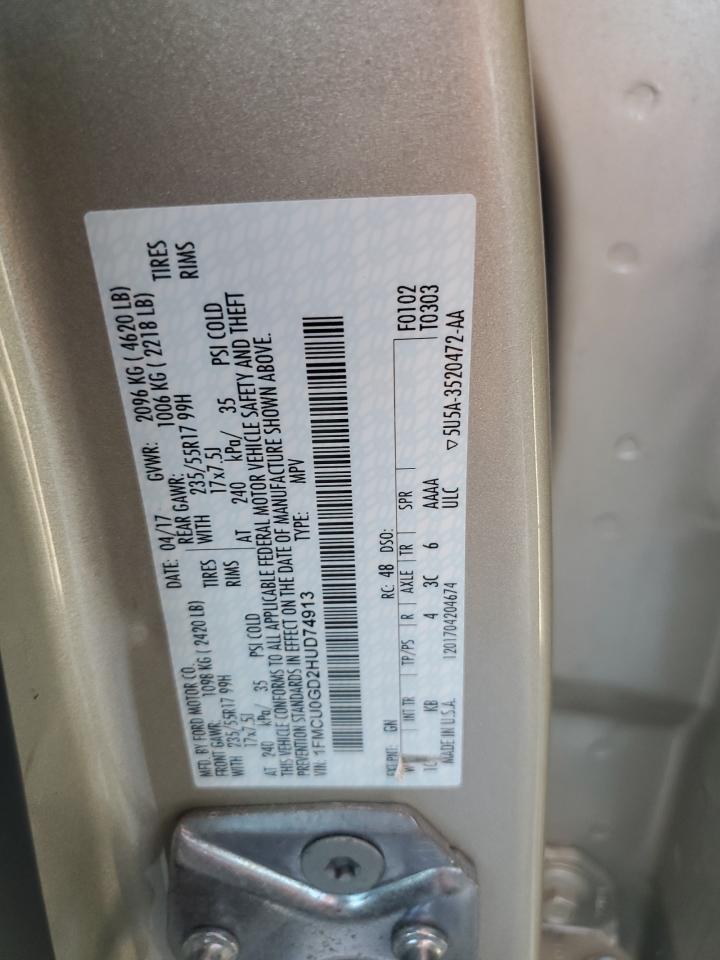 MFD. BY FORD MOTOR CO.
DATE: 04/17 GVWR: 2096 KG ( 4620 LB)
FRONT GAWR: 1098 KG ( 2420 LB) REAR GAWR: 1006 KG ( 2218 LB)
WITH 235/55R17 99H TIRES WITH 235/55R17 99H TIRES
17x7.5J RIMS 17x7.5J RIMS
AT 240 kPa/ 35 PSI COLD AT 240 kPa/ 35 PSI COLD
THIS VEHICLE CONFORMS TO ALL APPLICABLE FEDERAL MOTOR VEHICLE SAFETY AND THEFT
PREVENTION STANDARDS IN EFFECT ON THE DATE OF MANUFACTURE SHOWN ABOVE.
VIN: 1FMCU0GD2HUD74913 TYPE: MPV
EXT PNT: GN RC: 48 DSO: F0102
INT TR TP/PS R AXLE TR SPR T0303
1C KB 4 3C 6 AAAA
MADE IN U.S.A. 1201704204674 ULC ▽5U5A-3520472-AA